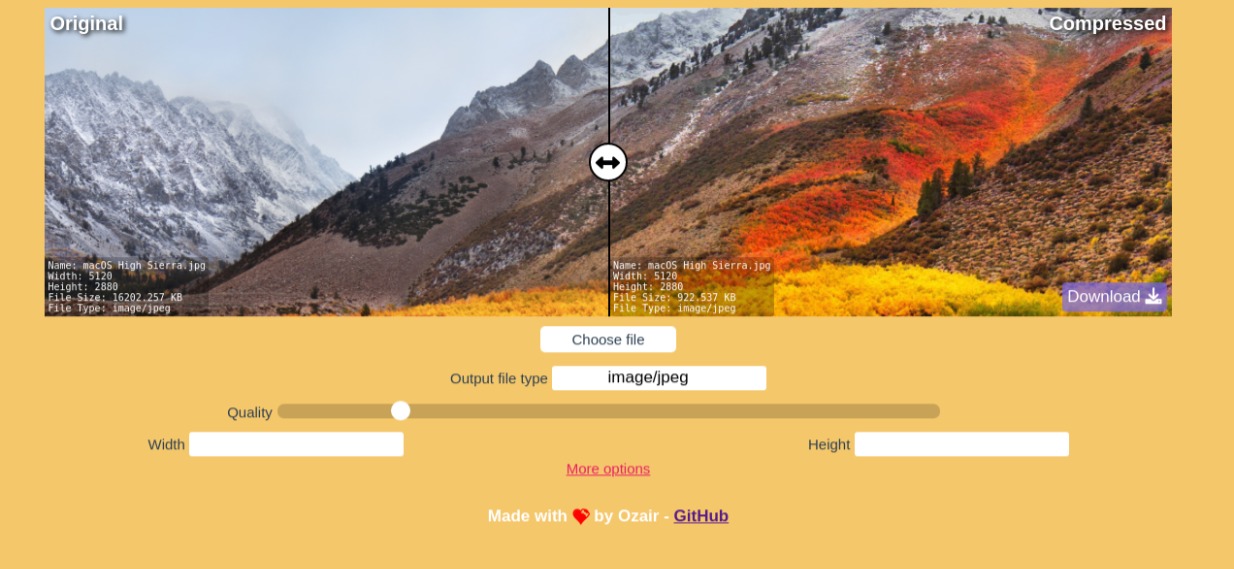 Original
Compressed
Name: macOS High Sierra.jpg
Width: 5120
Height: 2880
File Size: 16202.257 KB
File Type: image/jpeg
Name: macOS High Sierra.jpg
Width: 5120
Height: 2880
File Size: 922.537 KB
File Type: image/jpeg
Download
Choose file
Output file type image/jpeg
Quality
Width
Height
More options
Made with ❤ by Ozair - GitHub